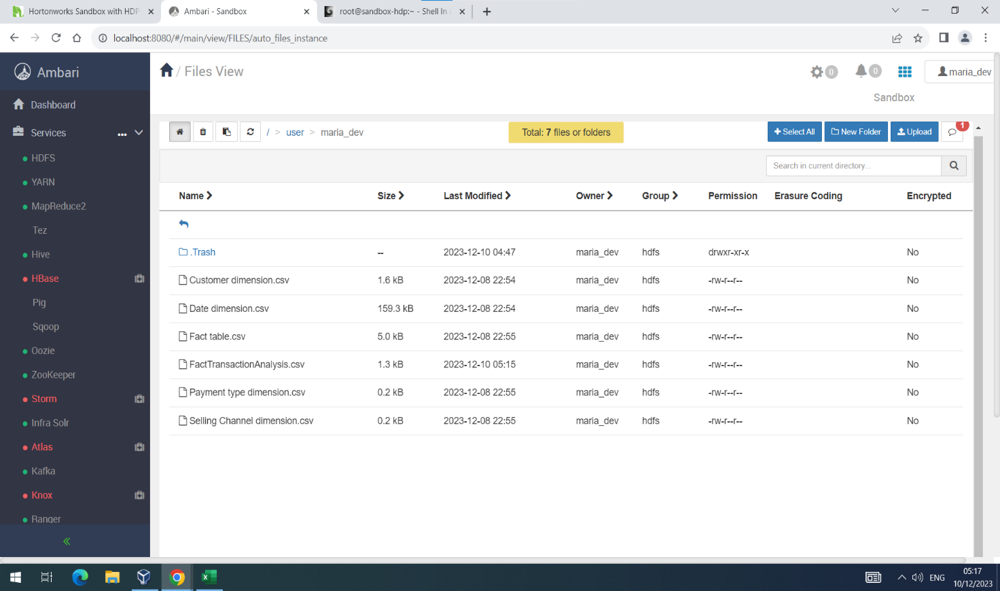 Hortonworks Sandbox with HDP
Ambari - Sandbox
root@sandbox-hdp:~ - Shell In
localhost:8080/#/main/view/FILES/auto_files_instance
Ambari
/ Files View
0
0
maria_dev
Sandbox
Dashboard
Services
...
HDFS
YARN
MapReduce2
Tez
Hive
HBase
Pig
Sqoop
Oozie
ZooKeeper
Storm
Infra Solr
Atlas
Kafka
Knox
Ranger
/ > user > maria_dev
Total: 7 files or folders
Select All
New Folder
Upload
1
Search in current directory...
Name Size Last Modified Owner Group Permission Erasure Coding Encrypted
.Trash -- 2023-12-10 04:47 maria_dev hdfs drwxr-xr-x No
Customer dimension.csv 1.6 kB 2023-12-08 22:54 maria_dev hdfs -rw-r--r-- No
Date dimension.csv 159.3 kB 2023-12-08 22:54 maria_dev hdfs -rw-r--r-- No
Fact table.csv 5.0 kB 2023-12-08 22:55 maria_dev hdfs -rw-r--r-- No
FactTransactionAnalysis.csv 1.3 kB 2023-12-10 05:15 maria_dev hdfs -rw-r--r-- No
Payment type dimension.csv 0.2 kB 2023-12-08 22:55 maria_dev hdfs -rw-r--r-- No
Selling Channel dimension.csv 0.2 kB 2023-12-08 22:55 maria_dev hdfs -rw-r--r-- No
ENG
05:17
10/12/2023